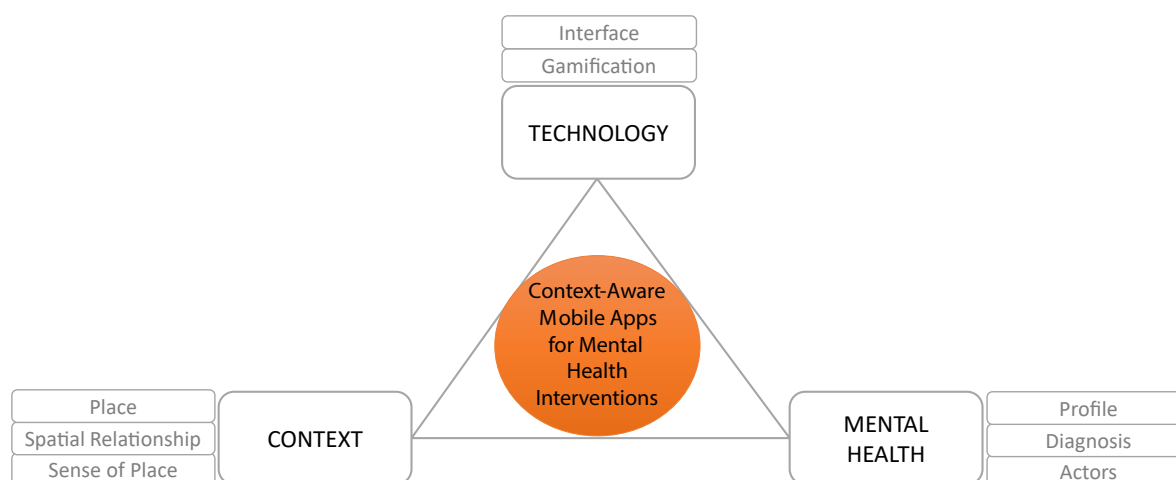 Interface
Gamification
TECHNOLOGY
Context-Aware
Mobile Apps
for Mental
Health
Interventions
Place
Spatial Relationship
Sense of Place
CONTEXT
MENTAL
HEALTH
Profile
Diagnosis
Actors